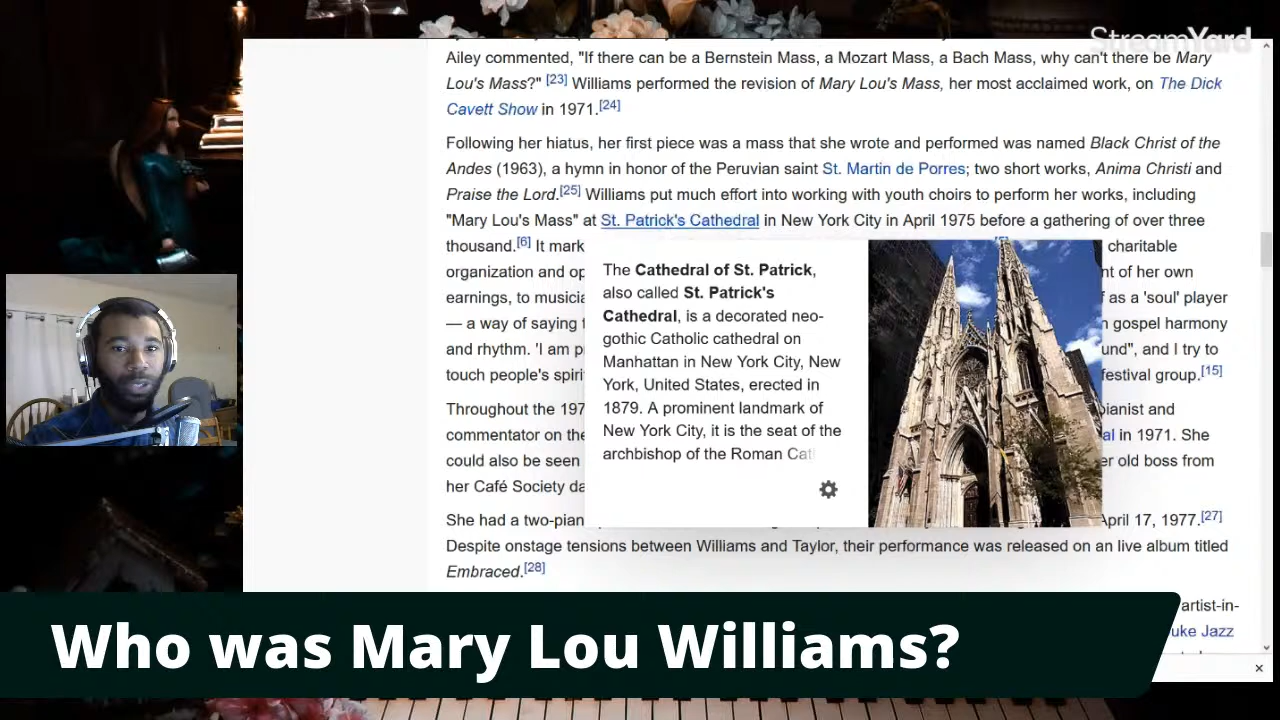 StreamYard
Ailey commented, "If there can be a Bernstein Mass, a Mozart Mass, a Bach Mass, why can't there be Mary
Lou's Mass?" [23] Williams performed the revision of Mary Lou's Mass, her most acclaimed work, on The Dick
Cavett Show in 1971.[24]
Following her hiatus, her first piece was a mass that she wrote and performed was named Black Christ of the
Andes (1963), a hymn in honor of the Peruvian saint St. Martin de Porres; two short works, Anima Christi and
Praise the Lord.[25] Williams put much effort into working with youth choirs to perform her works, including
"Mary Lou's Mass" at St. Patrick's Cathedral in New York City in April 1975 before a gathering of over three
thousand.[6] It mark charitable
organization and op nt of her own
earnings, to musicia f as a 'soul' player
— a way of saying gospel harmony
and rhythm. 'I am p und", and I try to
touch people's spiri festival group.[15]
The Cathedral of St. Patrick,
also called St. Patrick's
Cathedral, is a decorated neo-
gothic Catholic cathedral on
Manhattan in New York City, New
York, United States, erected in
1879. A prominent landmark of
New York City, it is the seat of the
archbishop of the Roman Cat
Throughout the 197 pianist and
commentator on the al in 1971. She
could also be seen er old boss from
her Café Society da
She had a two-pian April 17, 1977.[27]
Despite onstage tensions between Williams and Taylor, their performance was released on an live album titled
Embraced.[28]
artist-in-
uke Jazz
Who was Mary Lou Williams?